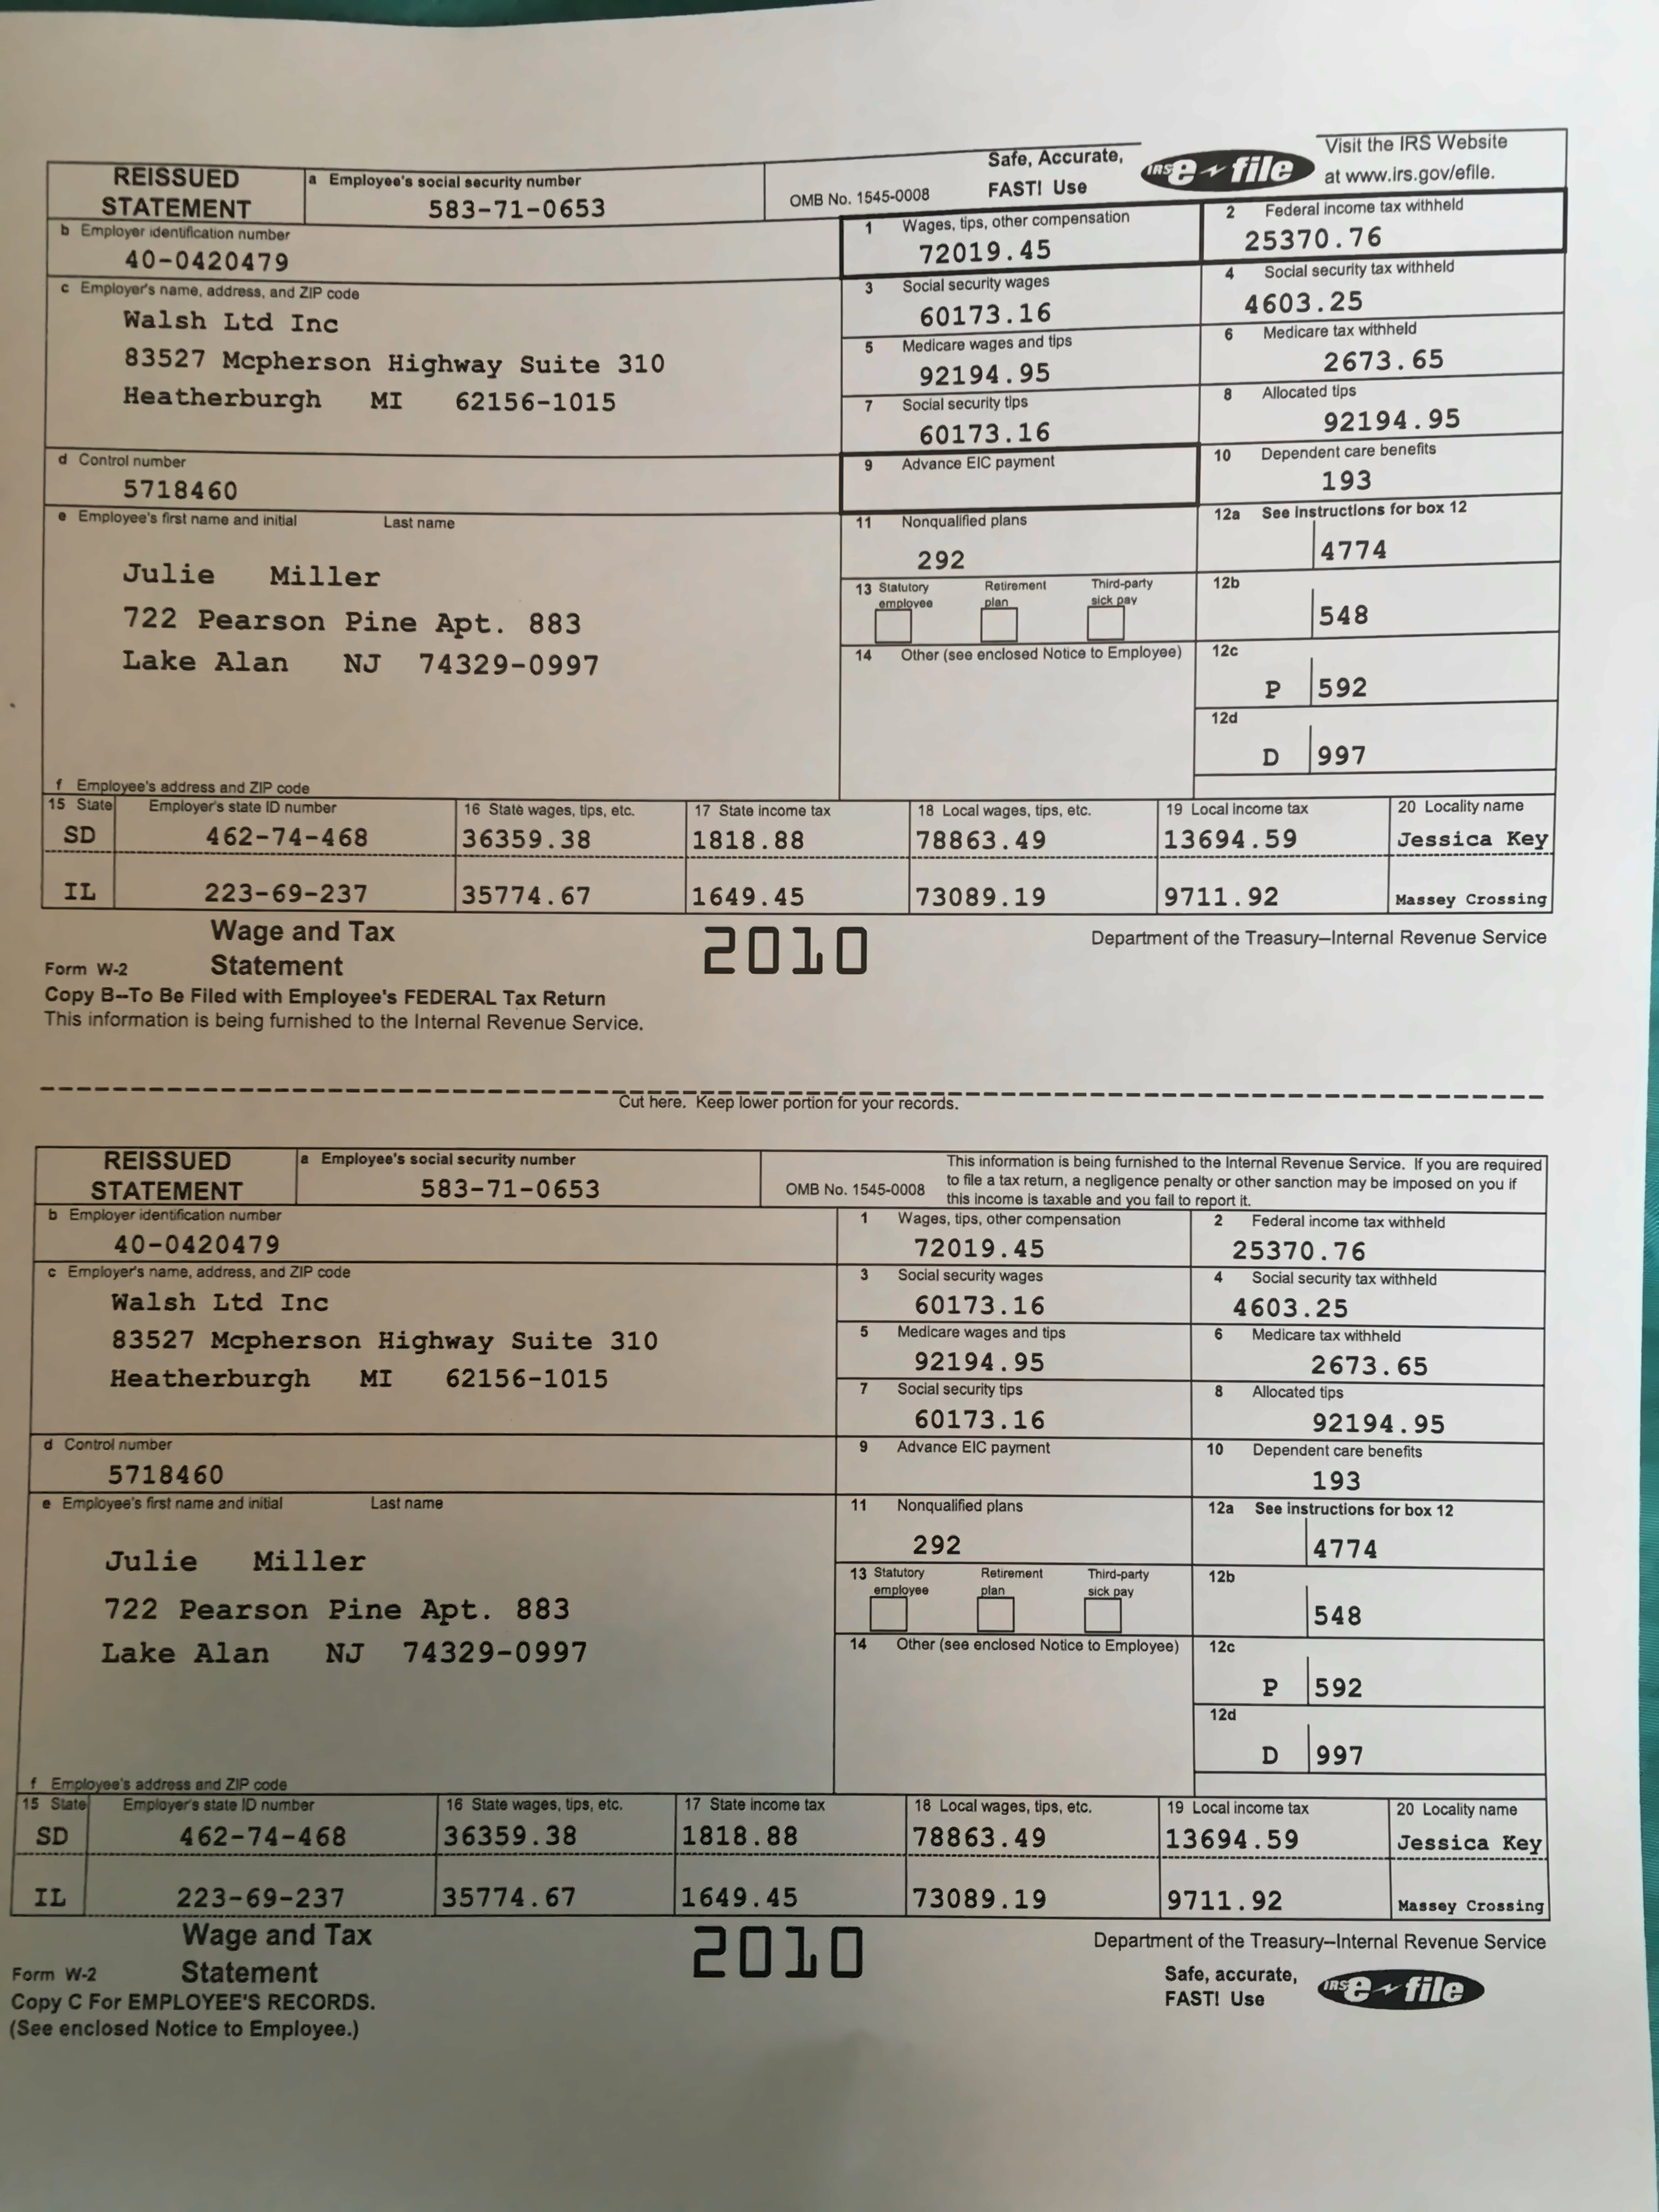 Safe, Accurate,
FAST! Use
IRS e-file
Visit the IRS Website
at www.irs.gov/efile.
REISSUED
STATEMENT
a Employee's social security number
583-71-0653
OMB No. 1545-0008
1 Wages, tips, other compensation
72019.45
2 Federal income tax withheld
25370.76
b Employer identification number
40-0420479
3 Social security wages
60173.16
4 Social security tax withheld
4603.25
c Employer's name, address, and ZIP code
Walsh Ltd Inc
83527 Mcpherson Highway Suite 310
Heatherburgh MI 62156-1015
5 Medicare wages and tips
92194.95
6 Medicare tax withheld
2673.65
7 Social security tips
60173.16
8 Allocated tips
92194.95
d Control number
5718460
9 Advance EIC payment
10 Dependent care benefits
193
e Employee's first name and initial Last name
Julie Miller
722 Pearson Pine Apt. 883
Lake Alan NJ 74329-0997
11 Nonqualified plans
292
12a See instructions for box 12
4774
13 Statutory employee
Retirement plan
Third-party sick pay
12b
548
14 Other (see enclosed Notice to Employee)
12c
P 592
12d
D 997
f Employee's address and ZIP code
15 State Employer's state ID number 16 State wages, tips, etc. 17 State income tax 18 Local wages, tips, etc. 19 Local income tax 20 Locality name
SD 462-74-468 36359.38 1818.88 78863.49 13694.59 Jessica Key
IL 223-69-237 35774.67 1649.45 73089.19 9711.92 Massey Crossing
Wage and Tax
Form W-2 Statement
2010
Department of the Treasury--Internal Revenue Service
Copy B--To Be Filed with Employee's FEDERAL Tax Return
This information is being furnished to the Internal Revenue Service.
Cut here. Keep lower portion for your records.
REISSUED
STATEMENT
a Employee's social security number
583-71-0653
OMB No. 1545-0008
This information is being furnished to the Internal Revenue Service. If you are required
to file a tax return, a negligence penalty or other sanction may be imposed on you if
this income is taxable and you fail to report it.
b Employer identification number
40-0420479
1 Wages, tips, other compensation
72019.45
2 Federal income tax withheld
25370.76
c Employer's name, address, and ZIP code
Walsh Ltd Inc
83527 Mcpherson Highway Suite 310
Heatherburgh MI 62156-1015
3 Social security wages
60173.16
4 Social security tax withheld
4603.25
5 Medicare wages and tips
92194.95
6 Medicare tax withheld
2673.65
7 Social security tips
60173.16
8 Allocated tips
92194.95
d Control number
5718460
9 Advance EIC payment
10 Dependent care benefits
193
e Employee's first name and initial Last name
Julie Miller
722 Pearson Pine Apt. 883
Lake Alan NJ 74329-0997
11 Nonqualified plans
292
12a See instructions for box 12
4774
13 Statutory employee
Retirement plan
Third-party sick pay
12b
548
14 Other (see enclosed Notice to Employee)
12c
P 592
12d
D 997
f Employee's address and ZIP code
15 State Employer's state ID number 16 State wages, tips, etc. 17 State income tax 18 Local wages, tips, etc. 19 Local income tax 20 Locality name
SD 462-74-468 36359.38 1818.88 78863.49 13694.59 Jessica Key
IL 223-69-237 35774.67 1649.45 73089.19 9711.92 Massey Crossing
Wage and Tax
Form W-2 Statement
2010
Department of the Treasury--Internal Revenue Service
Copy C For EMPLOYEE'S RECORDS.
(See enclosed Notice to Employee.)
Safe, accurate,
FAST! Use
IRS e-file